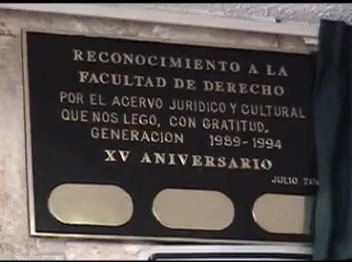 RECONOCIMIENTO A LA
FACULTAD DE DERECHO
POR EL ACERVO JURIDICO Y CULTURAL
QUE NOS LEGO, CON GRATITUD,
GENERACION 1989-1994
XV ANIVERSARIO
JULIO